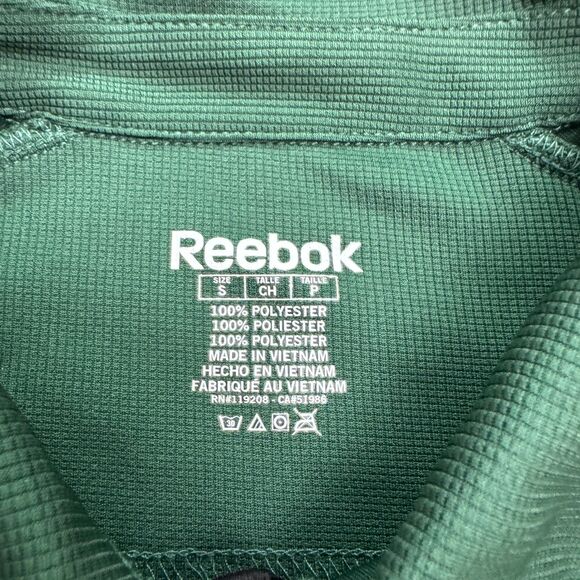 Reebok
SIZE TALLE TAILLE
S CH P
100% POLYESTER
100% POLIESTER
100% POLYESTER
MADE IN VIETNAM
HECHO EN VIETNAM
FABRIQUÉ AU VIETNAM
RN#119208 - CA#51986
30